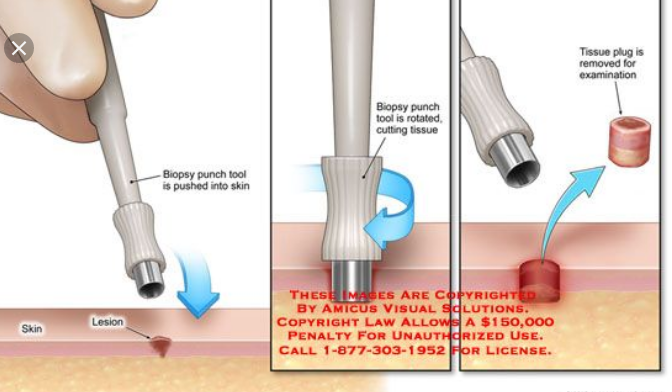 Biopsy punch tool
is pushed into skin
Skin
Lesion
Biopsy punch
tool is rotated,
cutting tissue
Tissue plug is
removed for
examination
THESE IMAGES ARE COPYRIGHTED
BY AMICUS VISUAL SOLUTIONS.
COPYRIGHT LAW ALLOWS A $150,000
PENALTY FOR UNAUTHORIZED USE.
CALL 1-877-303-1952 FOR LICENSE.